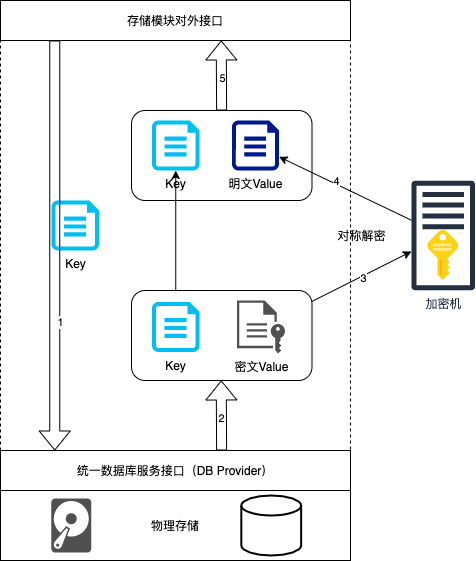 存储模块对外接口
5
Key
明文Value
4
Key
对称解密
3
加密机
1
Key
密文Value
2
统一数据库服务接口（DB Provider）
物理存储